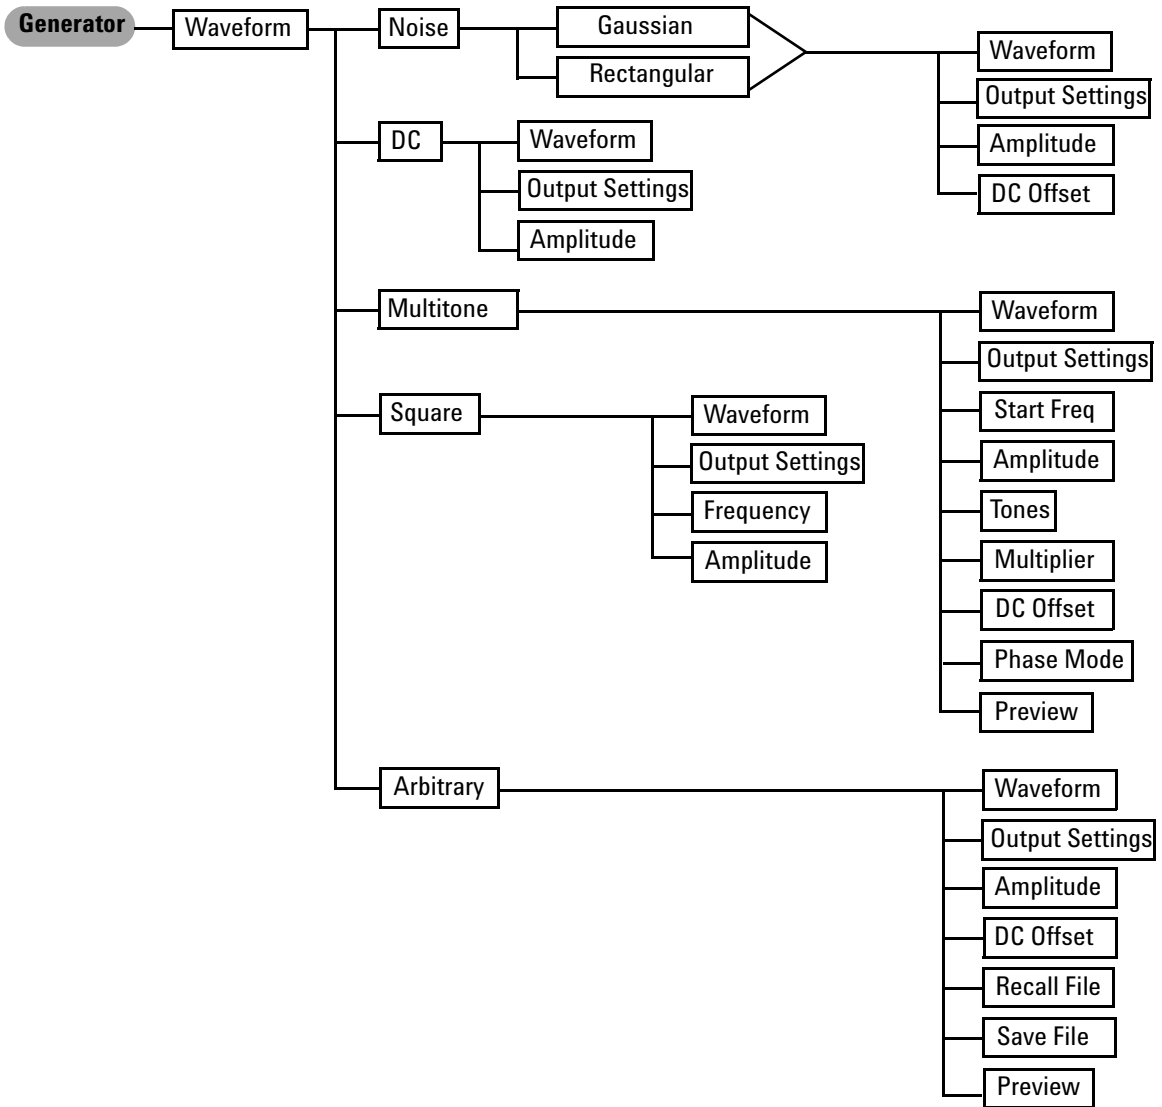 Generator
Waveform
Noise
Gaussian
Rectangular
Waveform
Output Settings
Amplitude
DC Offset
DC
Waveform
Output Settings
Amplitude
Multitone
Waveform
Output Settings
Start Freq
Amplitude
Tones
Multiplier
DC Offset
Phase Mode
Preview
Square
Waveform
Output Settings
Frequency
Amplitude
Arbitrary
Waveform
Output Settings
Amplitude
DC Offset
Recall File
Save File
Preview